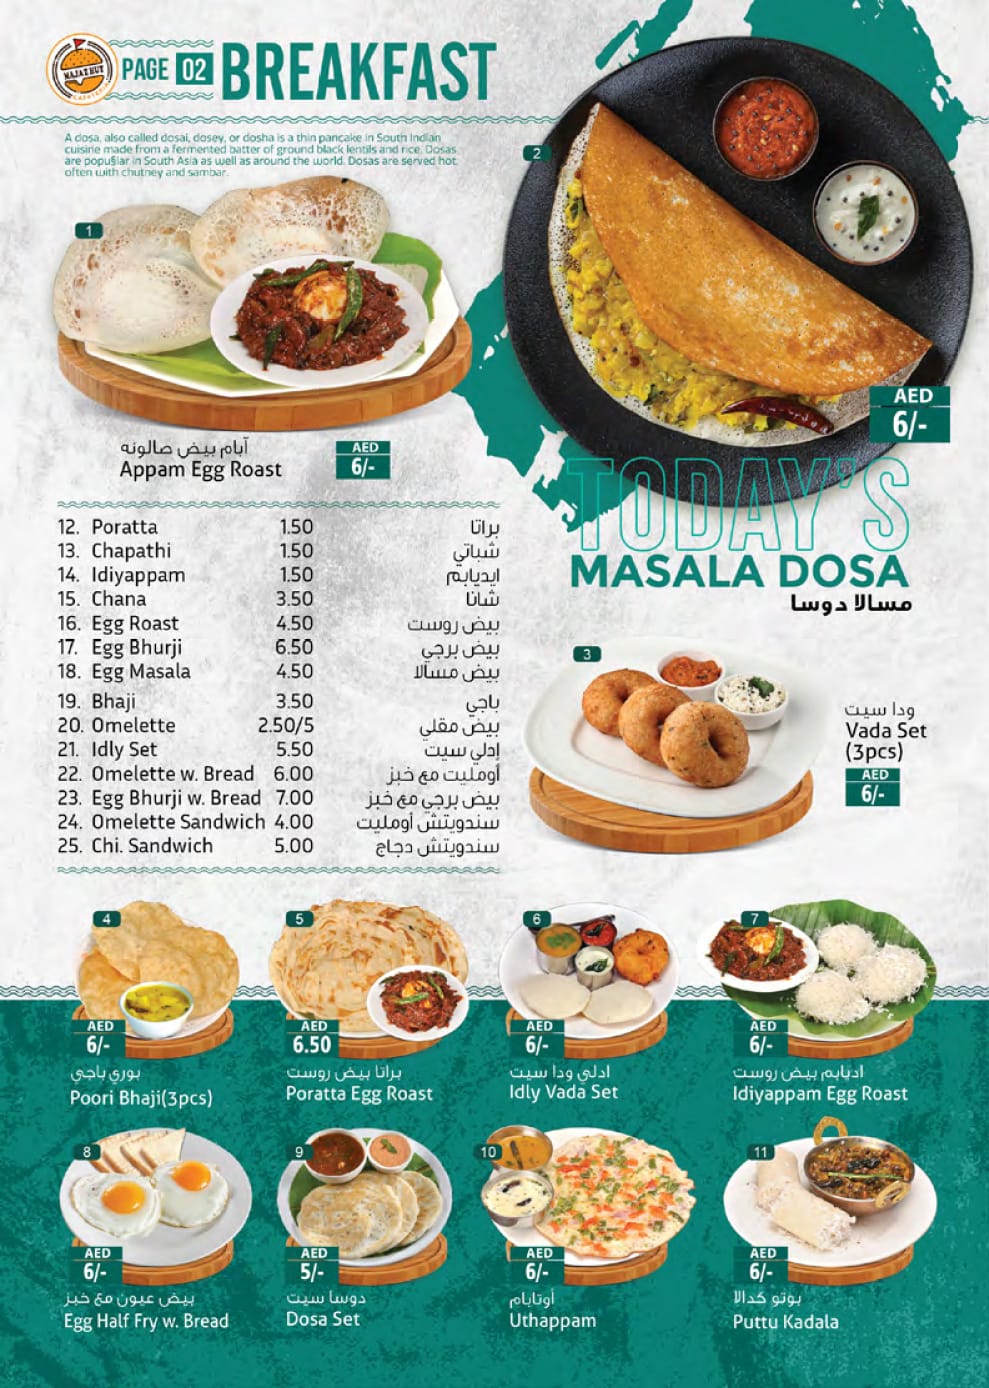 MAJAZ HUT
CAFETERIA
PAGE 02 BREAKFAST
A dosa, also called dosai, dosey, or dosha is a thin pancake in South Indian
cuisine made from a fermented batter of ground black lentils and rice. Dosas
are popu§lar in South Asia as well as around the world. Dosas are served hot,
often with chutney and sambar.
1
2
AED
6/-
آبام بيض صالونه
Appam Egg Roast
AED
6/-
TODAY'S
MASALA DOSA
مسالا دوسا
12. Poratta 1.50 براتا
13. Chapathi 1.50 شباتي
14. Idiyappam 1.50 ايديابم
15. Chana 3.50 شانا
16. Egg Roast 4.50 بيض روست
17. Egg Bhurji 6.50 بيض برجي
18. Egg Masala 4.50 بيض مسالا
19. Bhaji 3.50 باجي
20. Omelette 2.50/5 بيض مقلي
21. Idly Set 5.50 إدلي سيت
22. Omelette w. Bread 6.00 أومليت مع خبز
23. Egg Bhurji w. Bread 7.00 بيض برجي مع خبز
24. Omelette Sandwich 4.00 سندويتش أومليت
25. Chi. Sandwich 5.00 سندويتش دجاج
3
ودا سيت
Vada Set
(3pcs)
AED
6/-
4
AED
6/-
بوري باجي
Poori Bhaji(3pcs)
5
AED
6.50
براتا بيض روست
Poratta Egg Roast
6
AED
6/-
ادلي ودا سيت
Idly Vada Set
7
AED
6/-
اديابم بيض روست
Idiyappam Egg Roast
8
AED
6/-
بيض عيون مع خبز
Egg Half Fry w. Bread
9
AED
5/-
دوسا سيت
Dosa Set
10
AED
6/-
أوتابام
Uthappam
11
AED
6/-
بوتو كدالا
Puttu Kadala